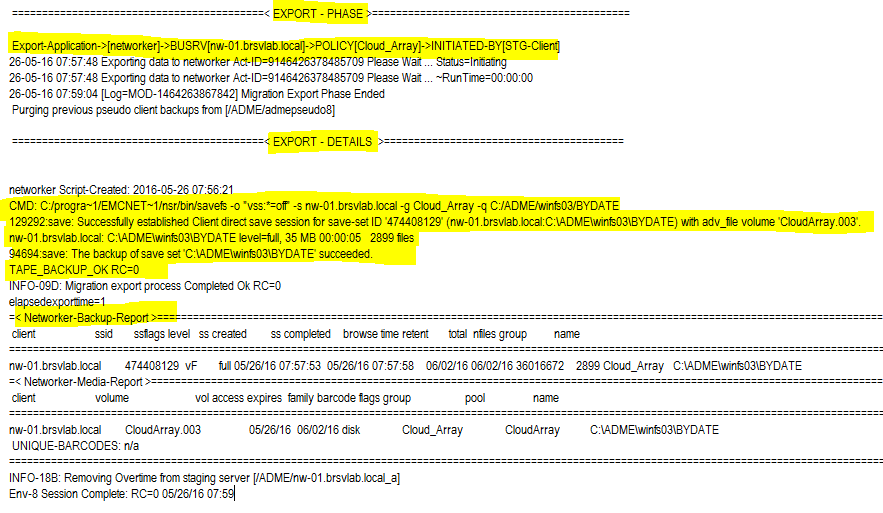 =========================================< EXPORT - PHASE >==========================================
Export-Application->[networker]->BUSRV[nw-01.brsvlab.local]->POLICY[Cloud_Array]->INITIATED-BY[STG-Client]
26-05-16 07:57:48 Exporting data to networker Act-ID=9146426378485709 Please Wait ... Status=Initiating
26-05-16 07:57:48 Exporting data to networker Act-ID=9146426378485709 Please Wait ... ~RunTime=00:00:00
26-05-16 07:59:04 [Log=MOD-1464263867842] Migration Export Phase Ended
Purging previous pseudo client backups from [/ADME/admepseudo8]
=========================================< EXPORT - DETAILS >=======================================
networker Script-Created: 2016-05-26 07:56:21
CMD: C:/progra~1/EMCNET~1/nsr/bin/savefs -o "vss:*=off" -s nw-01.brsvlab.local -g Cloud_Array -q C:/ADME/winfs03/BYDATE
129292:save: Successfully established Client direct save session for save-set ID '474408129' (nw-01.brsvlab.local:C:\ADME\winfs03\BYDATE) with adv_file volume 'CloudArray.003'.
nw-01.brsvlab.local: C:\ADME\winfs03\BYDATE level=full, 35 MB 00:00:05 2899 files
94694:save: The backup of save set 'C:\ADME\winfs03\BYDATE' succeeded.
TAPE_BACKUP_OK RC=0
INFO-09D: Migration export process Completed Ok RC=0
elapsedexporttime=1
=< Networker-Backup-Report >=====================================================================
client ssid ssflags level ss created ss completed browse time retent total nfiles group name
=====================================================================
nw-01.brsvlab.local 474408129 vF full 05/26/16 07:57:53 05/26/16 07:57:58 06/02/16 06/02/16 36016672 2899 Cloud_Array C:\ADME\winfs03\BYDATE
=< Networker-Media-Report >=====================================================================
client volume vol access expires family barcode flags group pool name
=====================================================================
nw-01.brsvlab.local CloudArray.003 05/26/16 06/02/16 disk Cloud_Array CloudArray C:\ADME\winfs03\BYDATE
UNIQUE-BARCODES: n/a
=====================================================================
INFO-18B: Removing Overtime from staging server [/ADME/nw-01.brsvlab.local_a]
Env-8 Session Complete: RC=0 05/26/16 07:59